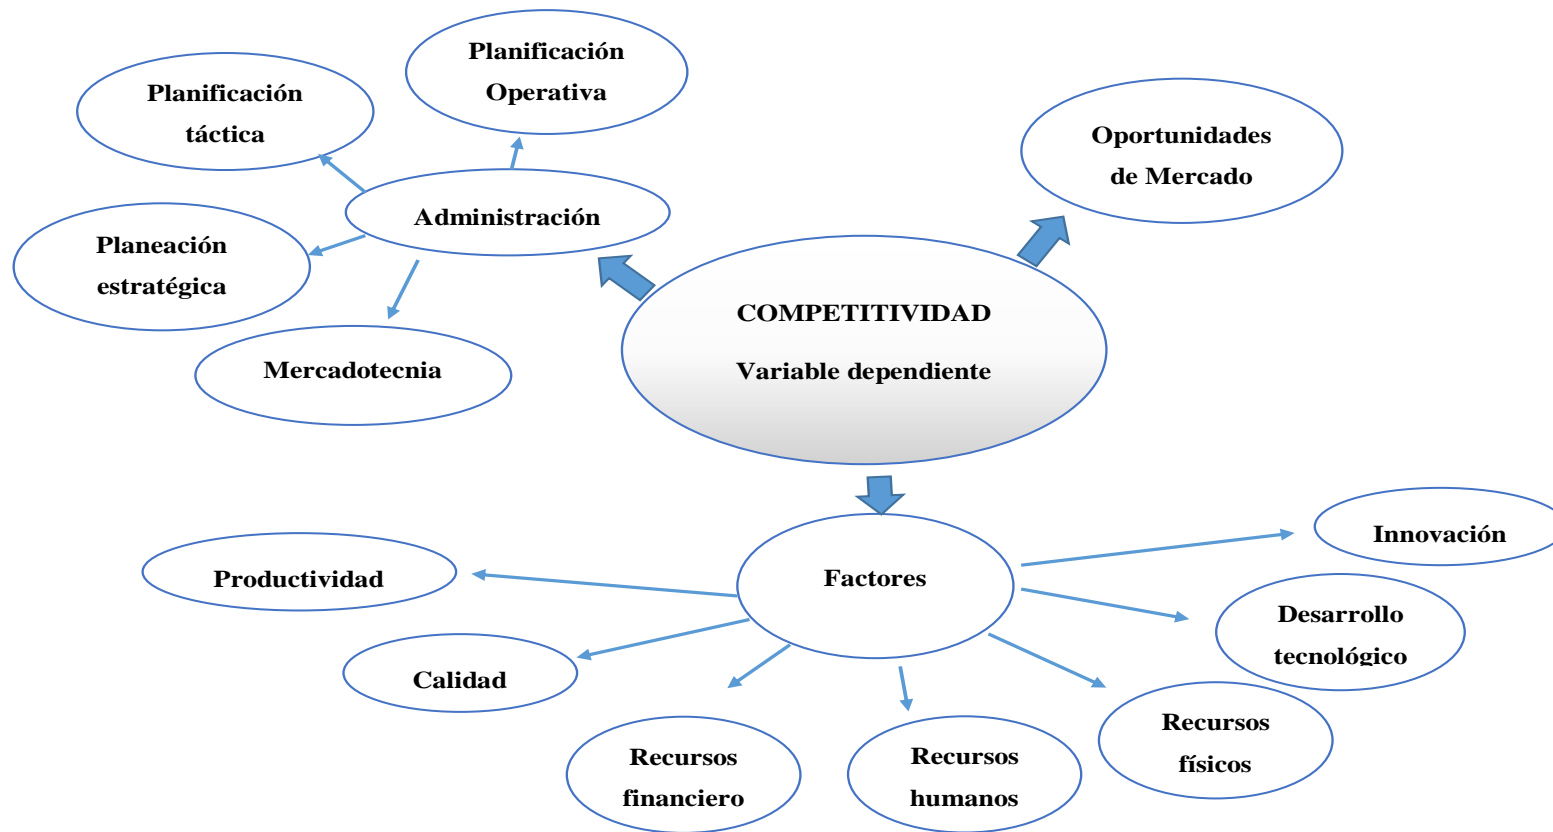 Planificación
Operativa
Planificación
táctica
Oportunidades
de Mercado
Administración
Planeación
estratégica
COMPETITIVIDAD
Variable dependiente
Mercadotecnia
Innovación
Productividad
Factores
Desarrollo
tecnológico
Calidad
Recursos
físicos
Recursos
financiero
Recursos
humanos